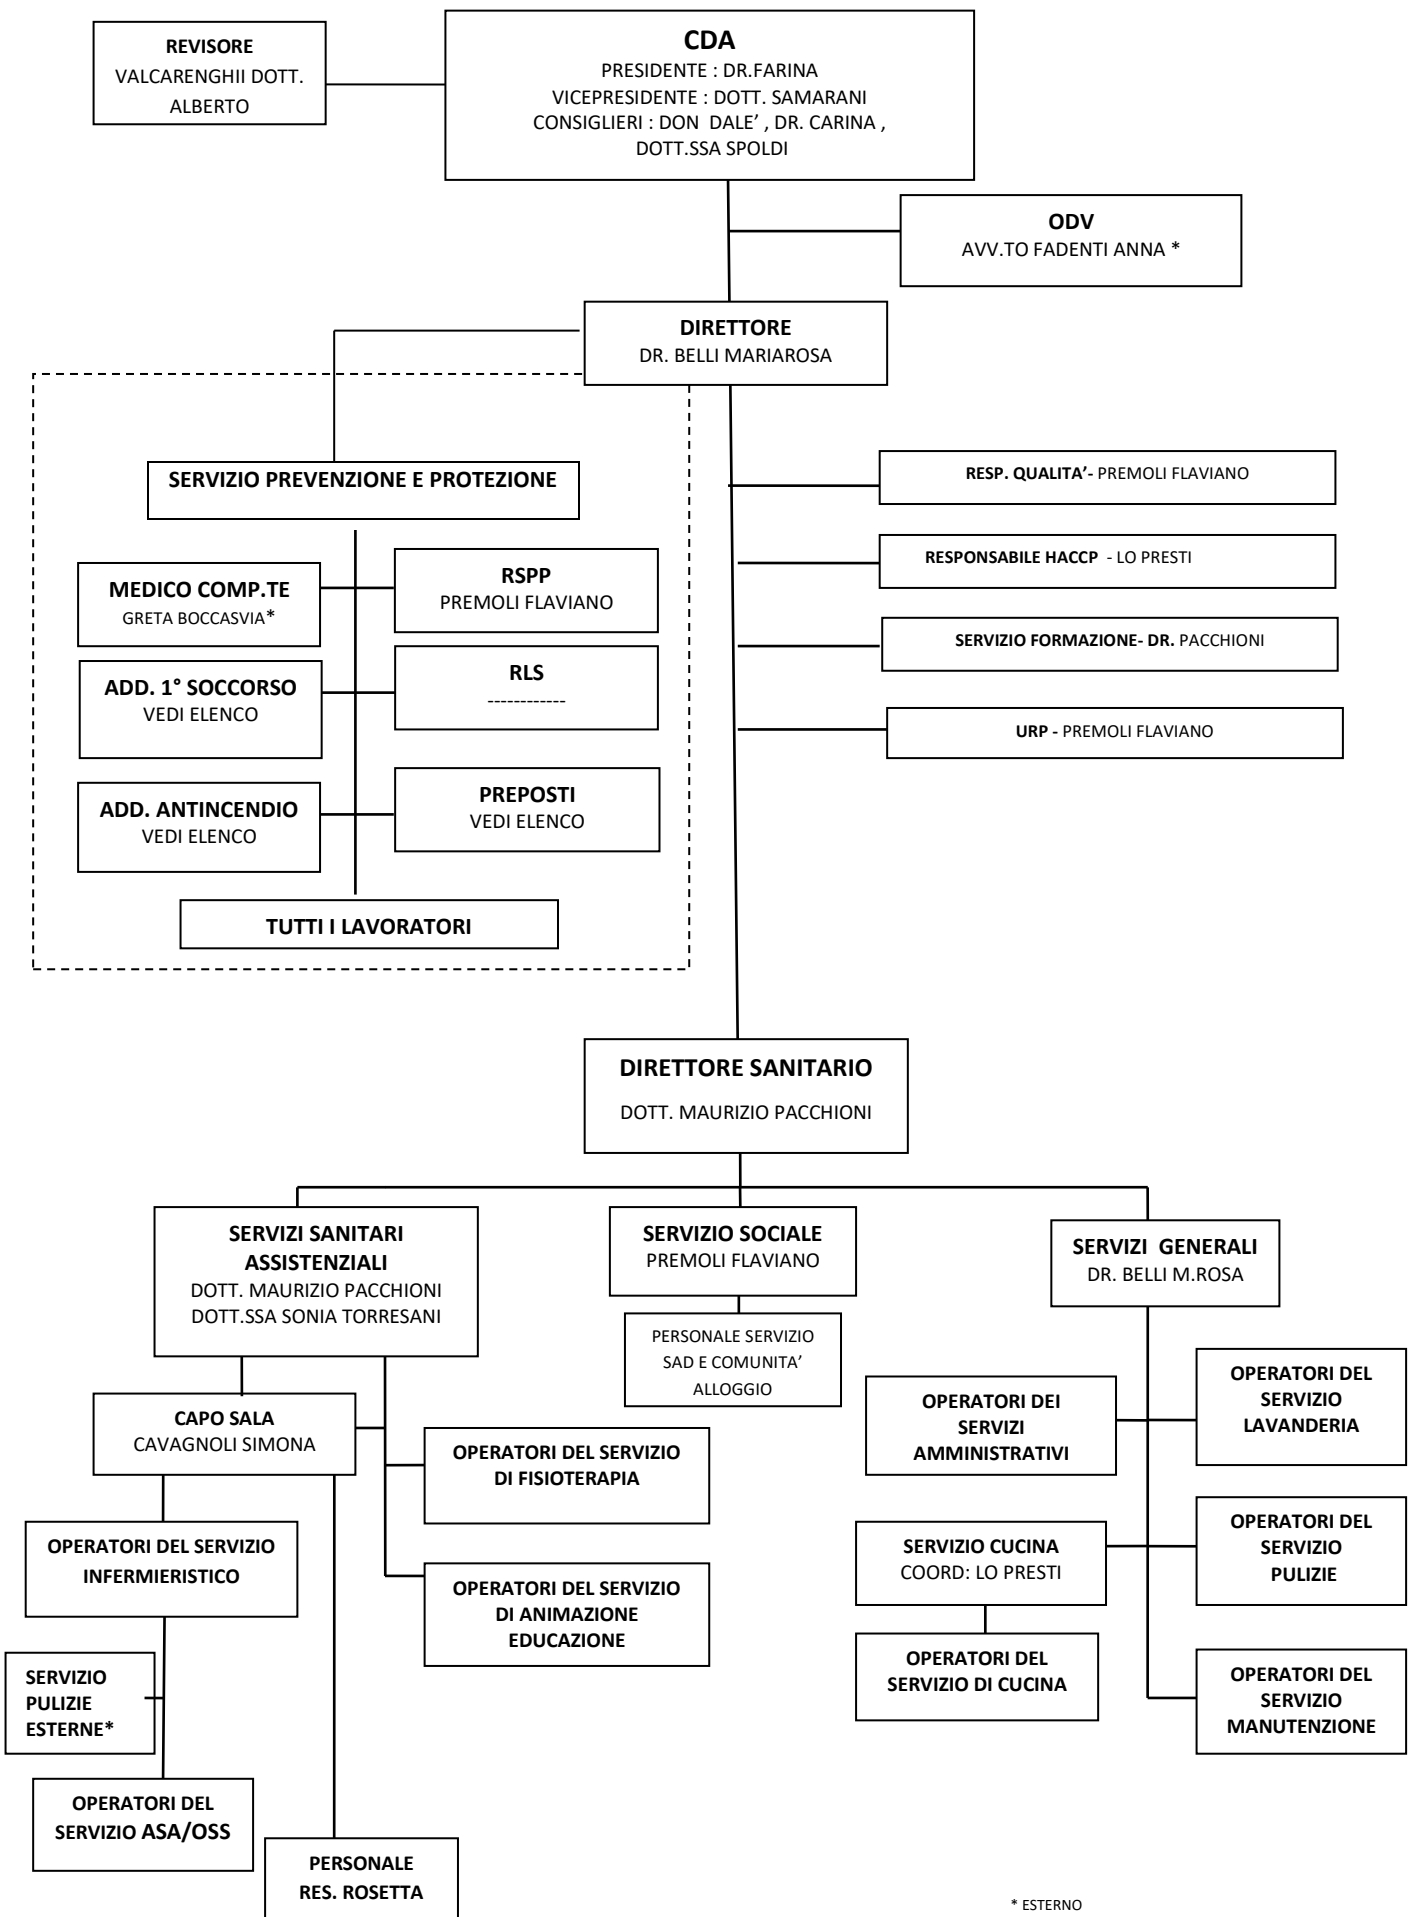 REVISORE
VALCARENGHII DOTT.
ALBERTO
CDA
PRESIDENTE : DR.FARINA
VICEPRESIDENTE : DOTT. SAMARANI
CONSIGLIERI : DON DALE’ , DR. CARINA ,
DOTT.SSA SPOLDI
ODV
AVV.TO FADENTI ANNA *
DIRETTORE
DR. BELLI MARIAROSA
SERVIZIO PREVENZIONE E PROTEZIONE
MEDICO COMP.TE
GRETA BOCCASVIA*
RSPP
PREMOLI FLAVIANO
ADD. 1° SOCCORSO
VEDI ELENCO
RLS
------------
ADD. ANTINCENDIO
VEDI ELENCO
PREPOSTI
VEDI ELENCO
TUTTI I LAVORATORI
RESP. QUALITA’- PREMOLI FLAVIANO
RESPONSABILE HACCP - LO PRESTI
SERVIZIO FORMAZIONE- DR. PACCHIONI
URP - PREMOLI FLAVIANO
DIRETTORE SANITARIO
DOTT. MAURIZIO PACCHIONI
SERVIZI SANITARI
ASSISTENZIALI
DOTT. MAURIZIO PACCHIONI
DOTT.SSA SONIA TORRESANI
SERVIZIO SOCIALE
PREMOLI FLAVIANO
PERSONALE SERVIZIO
SAD E COMUNITA’
ALLOGGIO
SERVIZI GENERALI
DR. BELLI M.ROSA
CAPO SALA
CAVAGNOLI SIMONA
OPERATORI DEL SERVIZIO
DI FISIOTERAPIA
OPERATORI DEL SERVIZIO
INFERMIERISTICO
OPERATORI DEL SERVIZIO
DI ANIMAZIONE
EDUCAZIONE
SERVIZIO
PULIZIE
ESTERNE*
OPERATORI DEL
SERVIZIO ASA/OSS
PERSONALE
RES. ROSETTA
OPERATORI DEI
SERVIZI
AMMINISTRATIVI
OPERATORI DEL
SERVIZIO
LAVANDERIA
SERVIZIO CUCINA
COORD: LO PRESTI
OPERATORI DEL
SERVIZIO
PULIZIE
OPERATORI DEL
SERVIZIO DI CUCINA
OPERATORI DEL
SERVIZIO
MANUTENZIONE
* ESTERNO